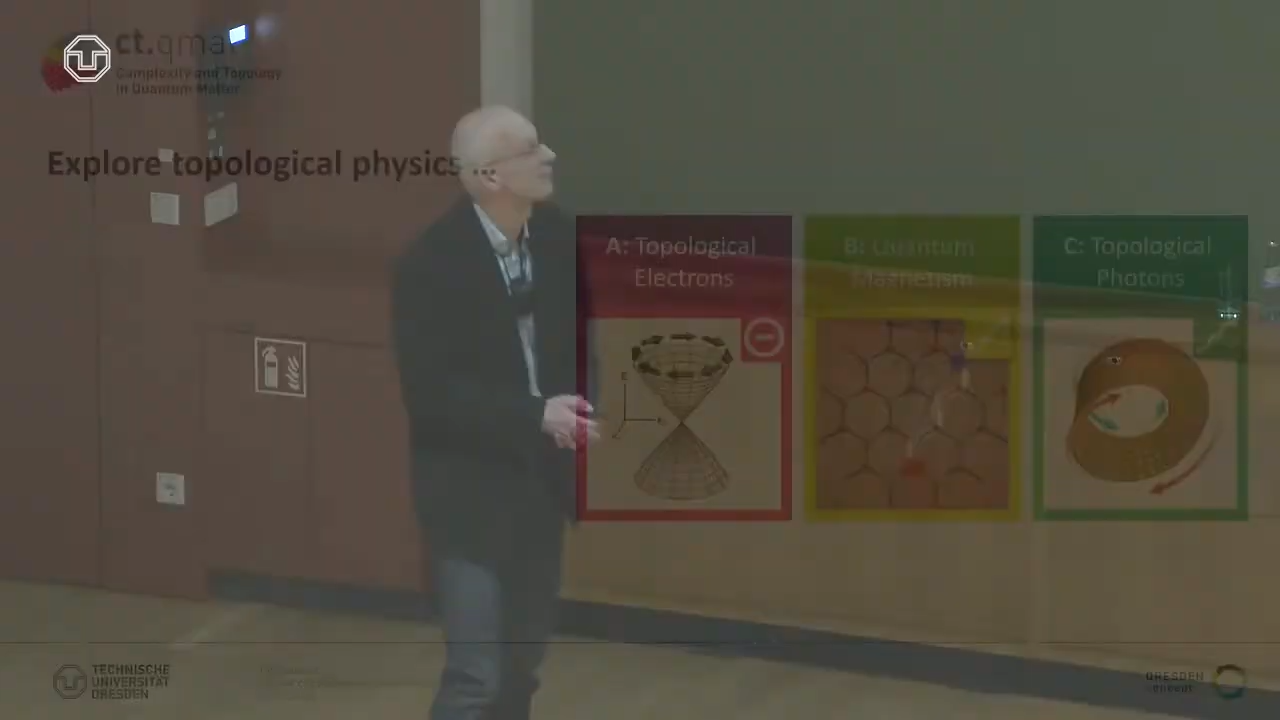 ct.qmat
Complexity and Topology
in Quantum Matter
Explore topological physics ...
A: Topological
Electrons
B: Quantum
Magnetism
C: Topological
Photons
E
TECHNISCHE
UNIVERSITÄT
DRESDEN
DRESDEN
concept